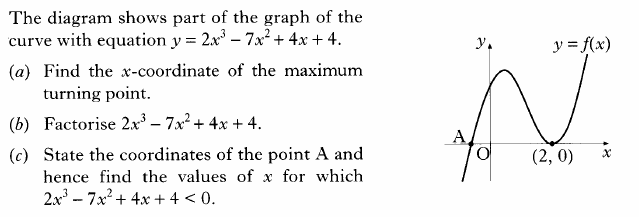 The diagram shows part of the graph of the
curve with equation y = 2x³ – 7x² + 4x + 4.
(a) Find the x-coordinate of the maximum
turning point.
(b) Factorise 2x³ – 7x² + 4x + 4.
(c) State the coordinates of the point A and
hence find the values of x for which
2x³ – 7x² + 4x + 4 < 0.
y
y = f(x)
A
O
(2, 0)
x